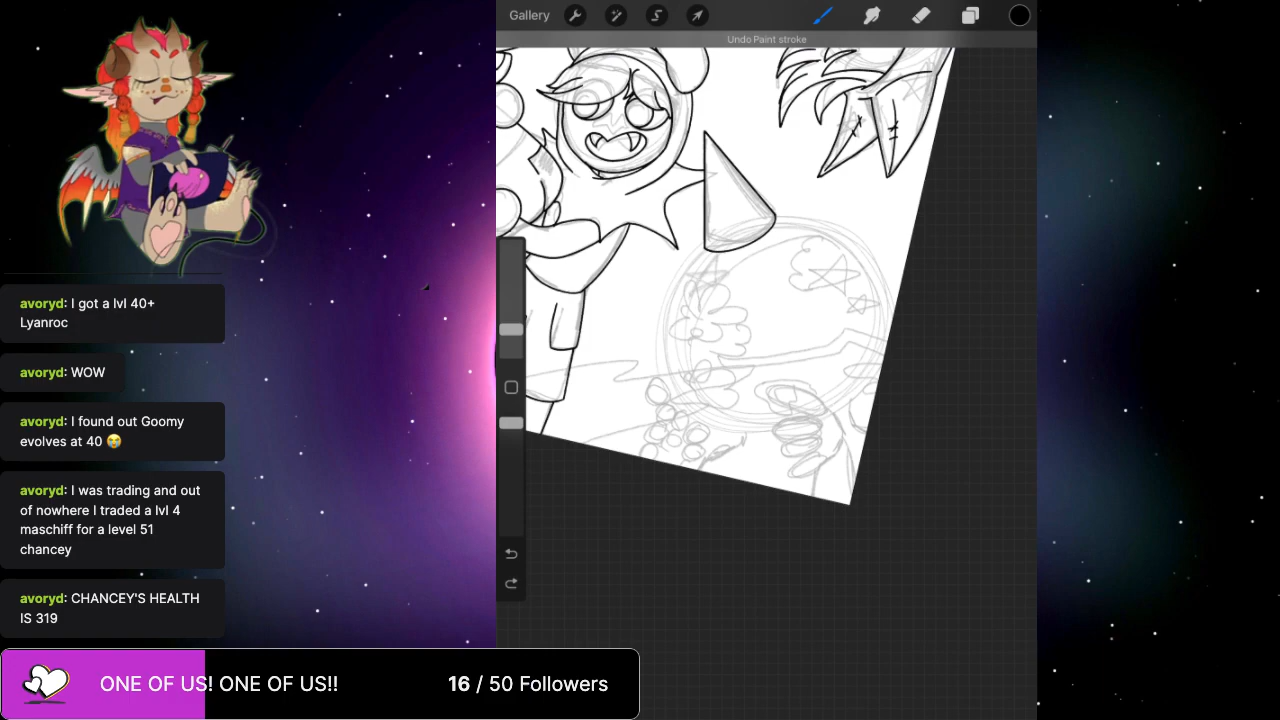 Gallery
Undo Paint stroke
avoryd: I got a lvl 40+
Lyanroc
avoryd: WOW
avoryd: I found out Goomy
evolves at 40 😭
avoryd: I was trading and out
of nowhere I traded a lvl 4
maschiff for a level 51
chancey
avoryd: CHANCEY'S HEALTH
IS 319
ONE OF US! ONE OF US!!
16 / 50 Followers